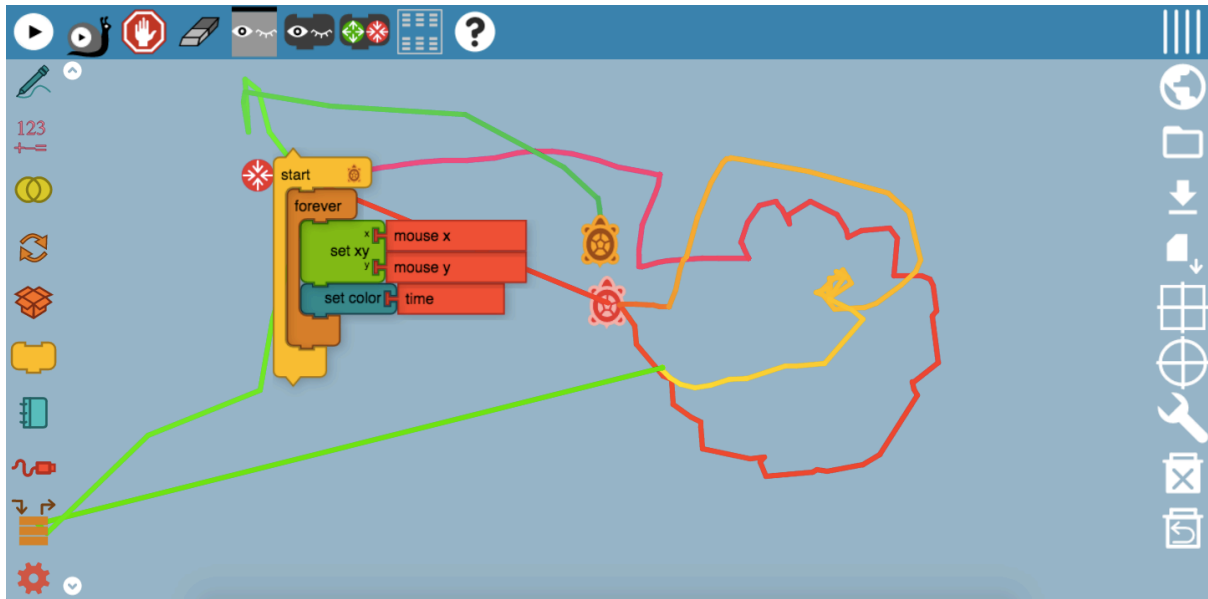 ?
123
+-=
start
forever
x
mouse x
set xy
y
mouse y
set color
time